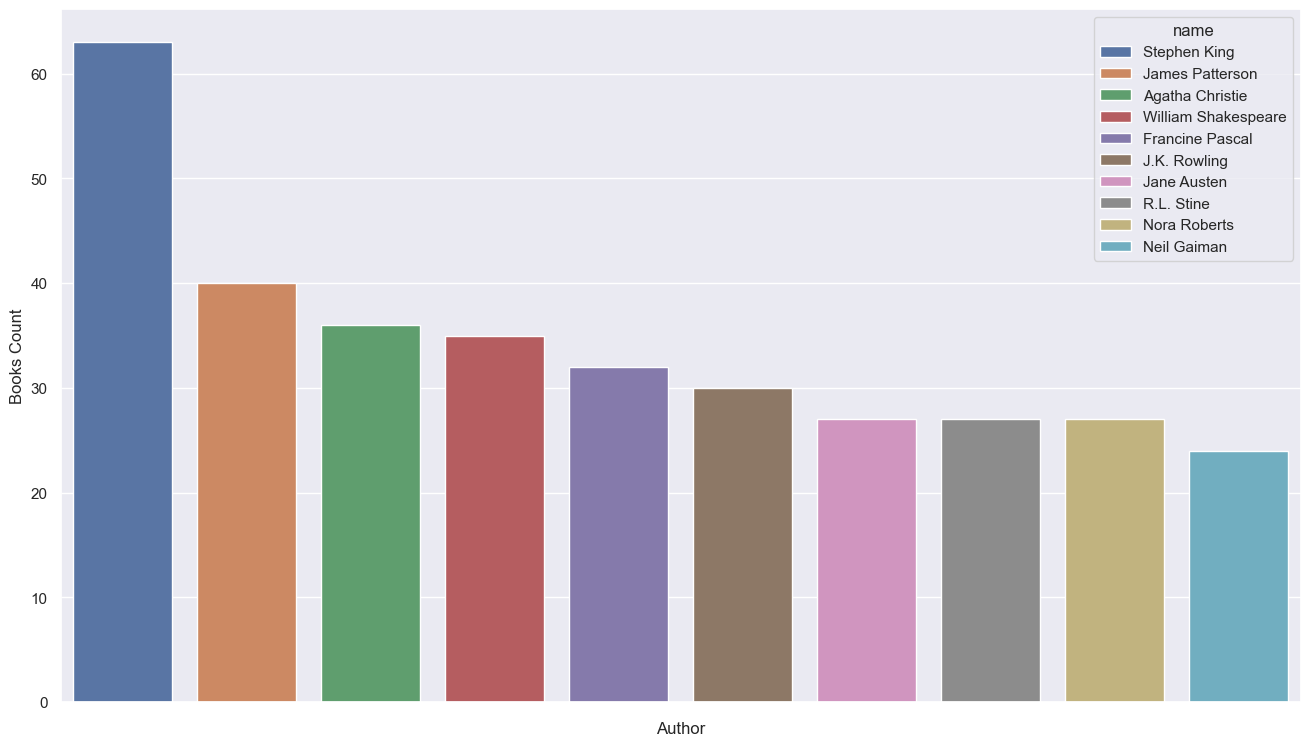 name
Stephen King
James Patterson
Agatha Christie
William Shakespeare
Francine Pascal
J.K. Rowling
Jane Austen
R.L. Stine
Nora Roberts
Neil Gaiman
60
50
40
30
20
10
0
Books Count
Author